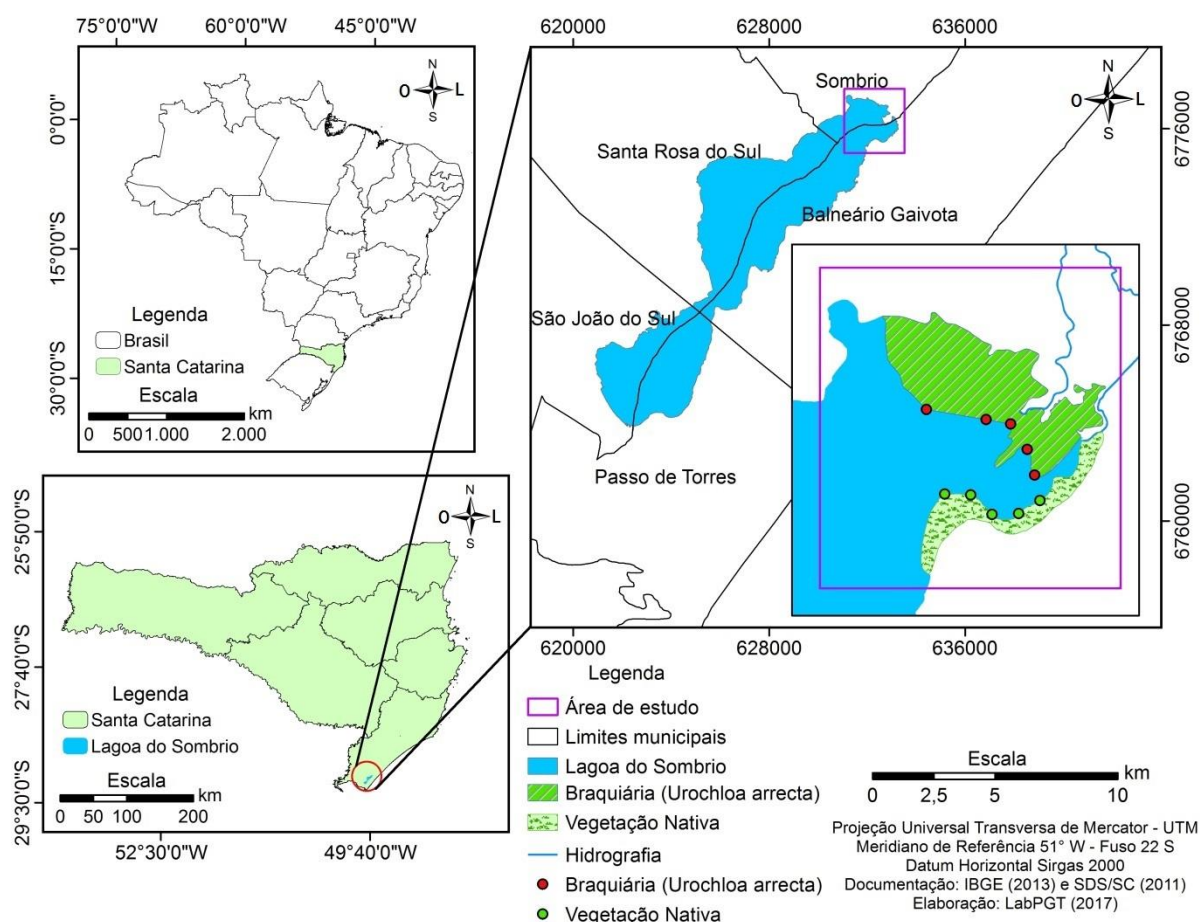 75°0'0"W 60°0'0"W 45°0'0"W
0°0'0"
15°0'0"S
30°0'0"S
N
O L
S
Legenda
Brasil
Santa Catarina
Escala
km
0 5001.000 2.000
25°50'0"S
27°40'0"S
29°30'0"S
N
O L
S
Legenda
Santa Catarina
Lagoa do Sombrio
Escala
km
0 50 100 200
52°30'0"W 49°40'0"W
620000 628000 636000
6776000
6768000
6760000
N
O L
S
Sombrio
Santa Rosa do Sul
Balneário Gaivota
São João do Sul
Passo de Torres
620000 628000 636000
Legenda
Área de estudo
Limites municipais
Lagoa do Sombrio
Braquiária (Urochloa arrecta)
Vegetação Nativa
Hidrografia
Braquiária (Urochloa arrecta)
Vegetação Nativa
Escala
km
0 2,5 5 10
Projeção Universal Transversa de Mercator - UTM
Meridiano de Referência 51° W - Fuso 22 S
Datum Horizontal Sirgas 2000
Documentação: IBGE (2013) e SDS/SC (2011)
Elaboração: LabPGT (2017)